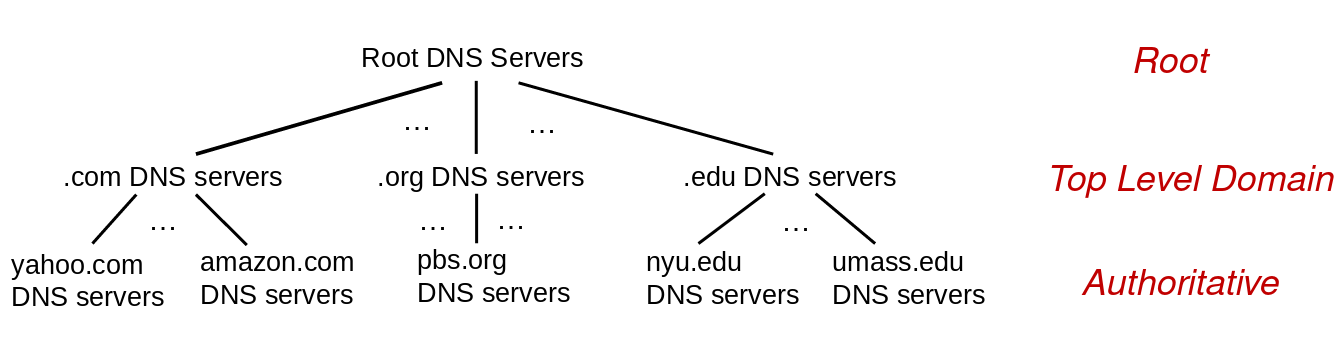 Root DNS Servers
Root
…
…
.com DNS servers
.org DNS servers
.edu DNS servers
Top Level Domain
…
…
…
…
yahoo.com
DNS servers
amazon.com
DNS servers
pbs.org
DNS servers
nyu.edu
DNS servers
umass.edu
DNS servers
Authoritative